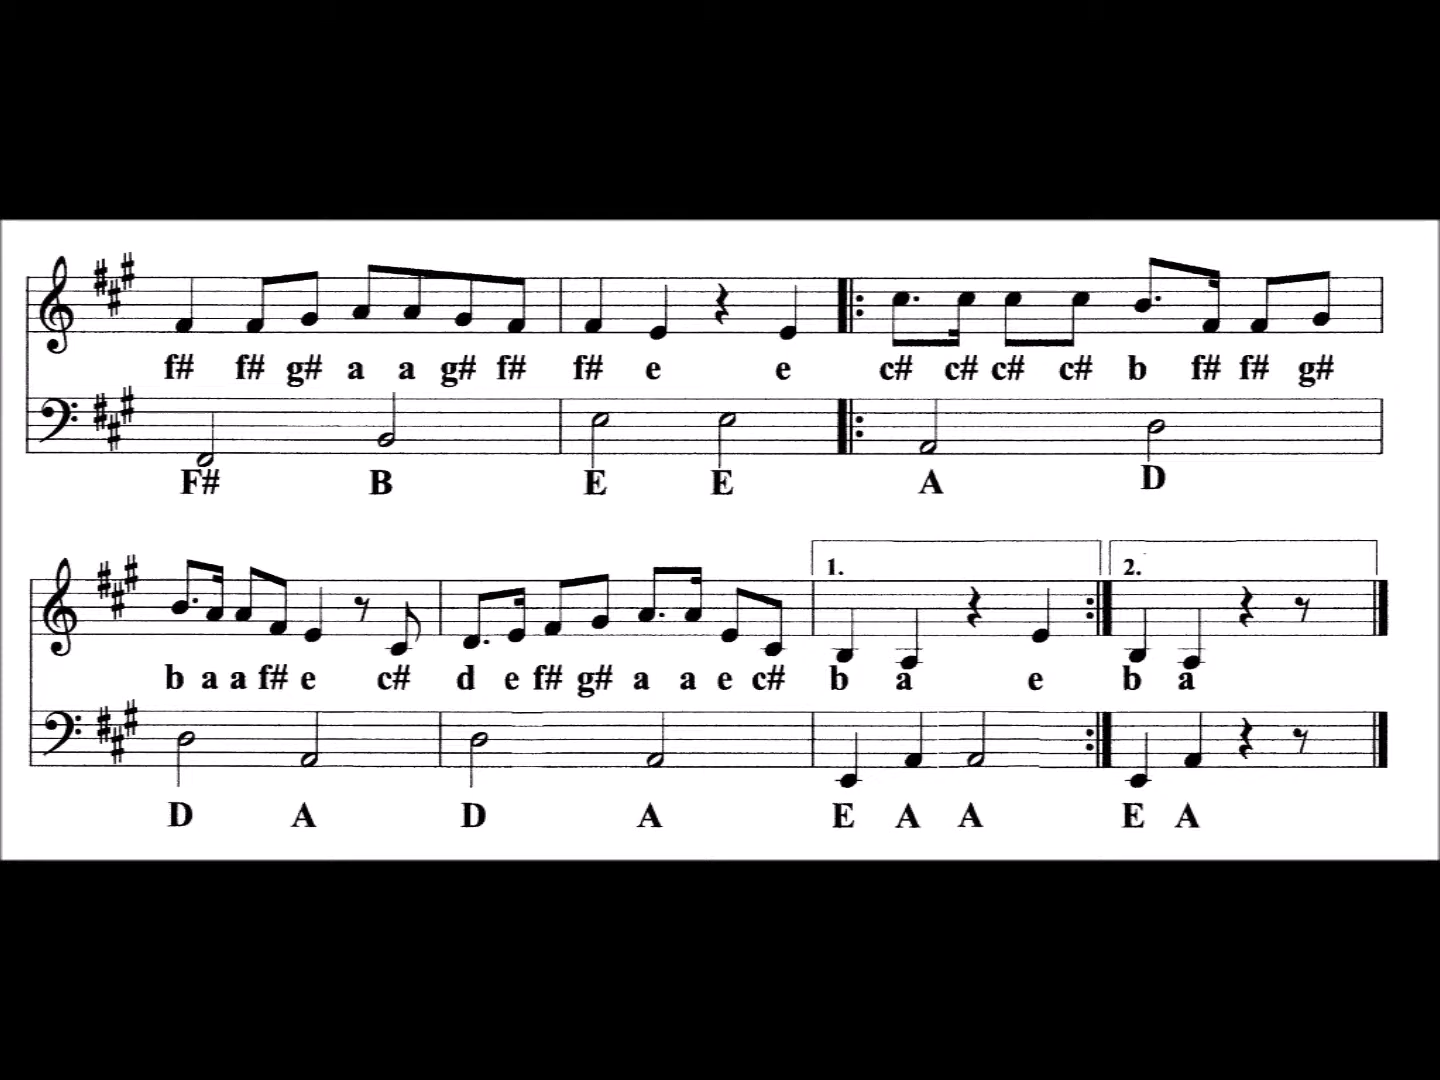 f# f# g# a a g# f# f# e e c# c# c# c# b f# f# g#
F# B E E A D
1. 2.
b a a f# e c# d e f# g# a a e c# b a e b a
D A D A E A A E A